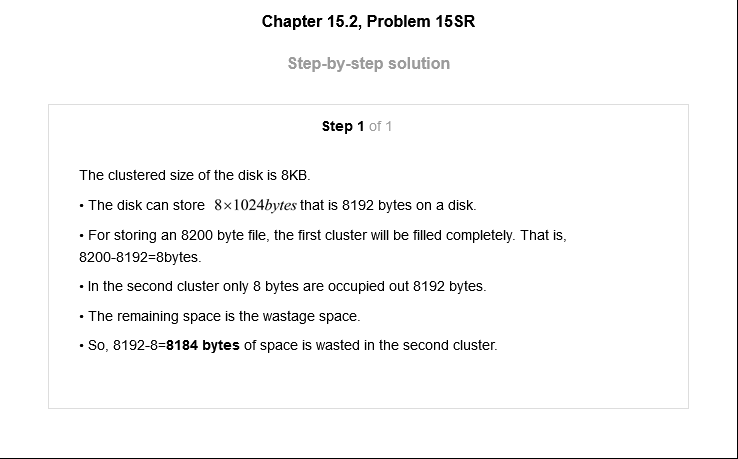 Chapter 15.2, Problem 15SR
Step-by-step solution
Step 1 of 1
The clustered size of the disk is 8KB.
• The disk can store 8×1024bytes that is 8192 bytes on a disk.
• For storing an 8200 byte file, the first cluster will be filled completely. That is,
8200-8192=8bytes.
• In the second cluster only 8 bytes are occupied out 8192 bytes.
• The remaining space is the wastage space.
• So, 8192-8=8184 bytes of space is wasted in the second cluster.